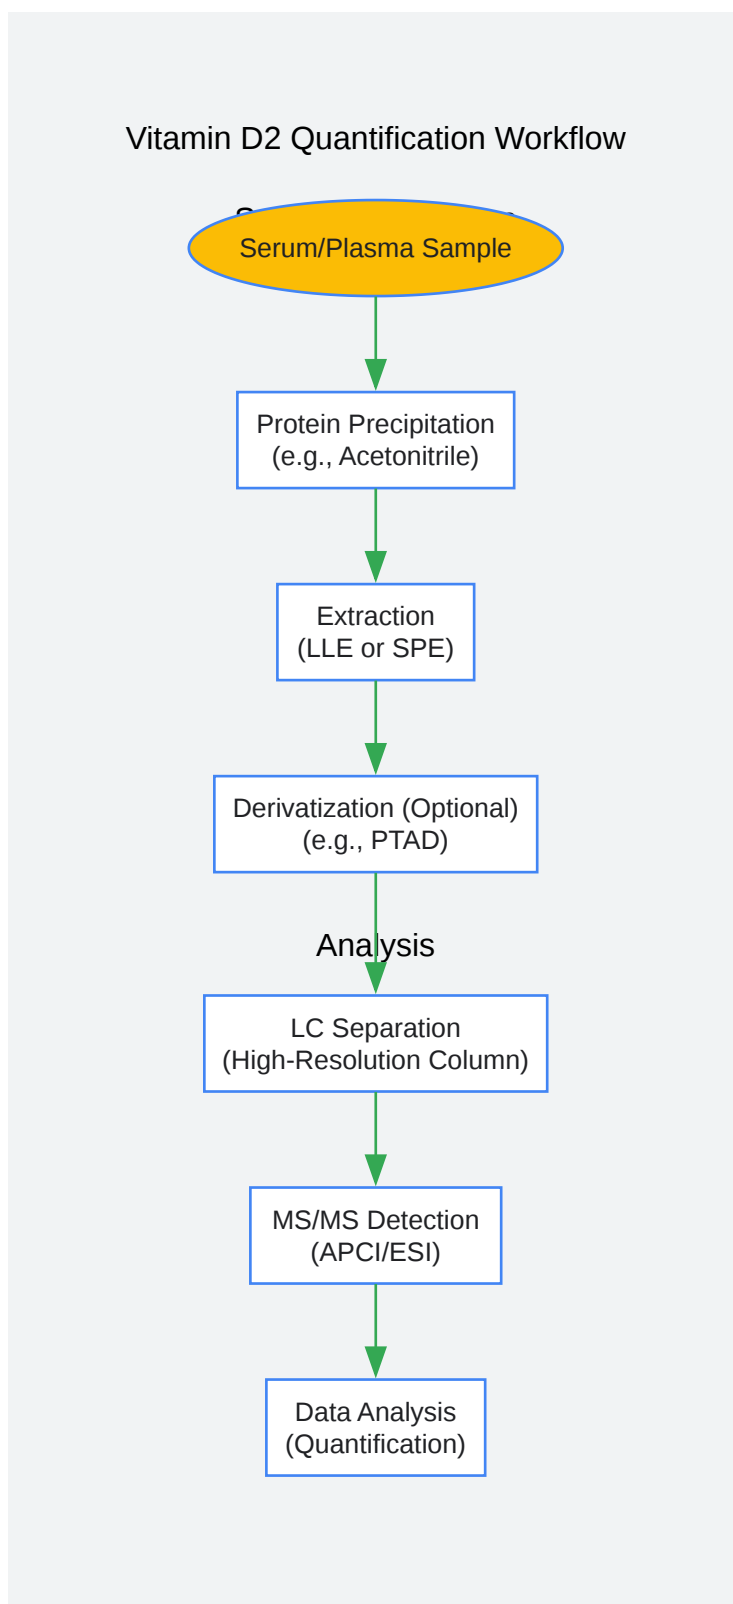 Vitamin D2 Quantification Workflow
Serum/Plasma Sample
Protein Precipitation
(e.g., Acetonitrile)
Extraction
(LLE or SPE)
Derivatization (Optional)
(e.g., PTAD)
Analysis
LC Separation
(High-Resolution Column)
MS/MS Detection
(APCI/ESI)
Data Analysis
(Quantification)